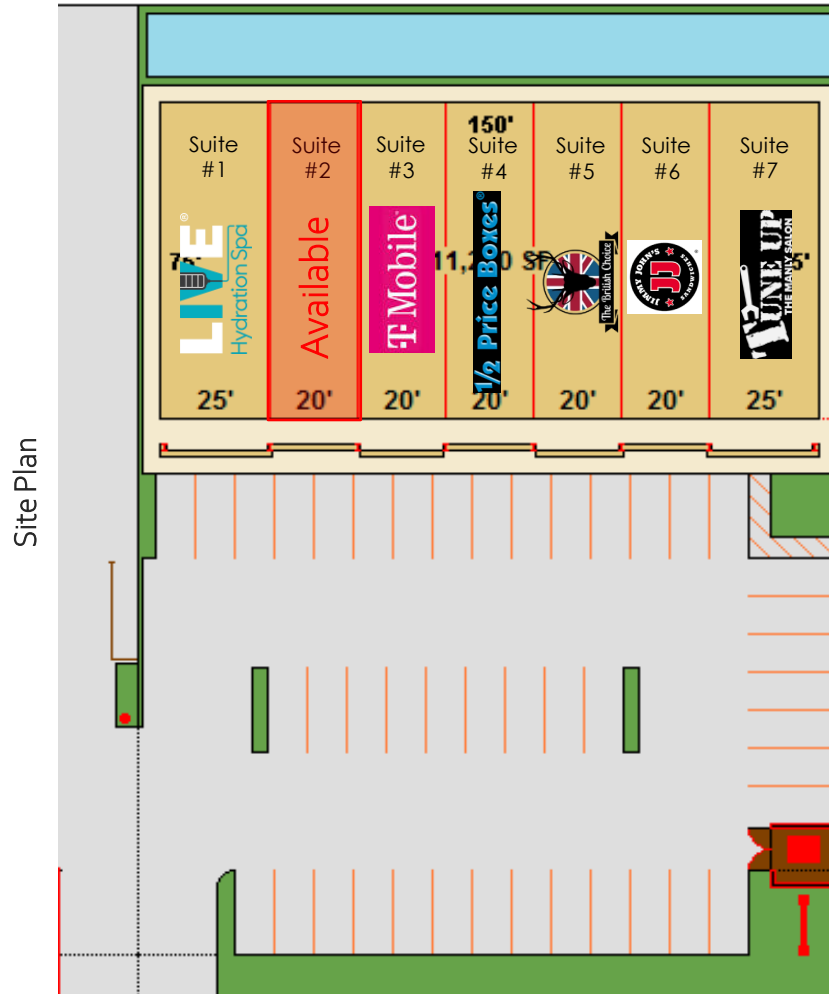 Site Plan
150'
Suite
#1
Suite
#2
Suite
#3
Suite
#4
Suite
#5
Suite
#6
Suite
#7
LIVE®
Hydration Spa
Available
T Mobile
1/2 Price Boxes®
The British Choice
JIMMY JOHN'S
JJ
SANDWICHES
TUNE UP
THE MANLY SALON
25'
20'
20'
20'
20'
20'
25'